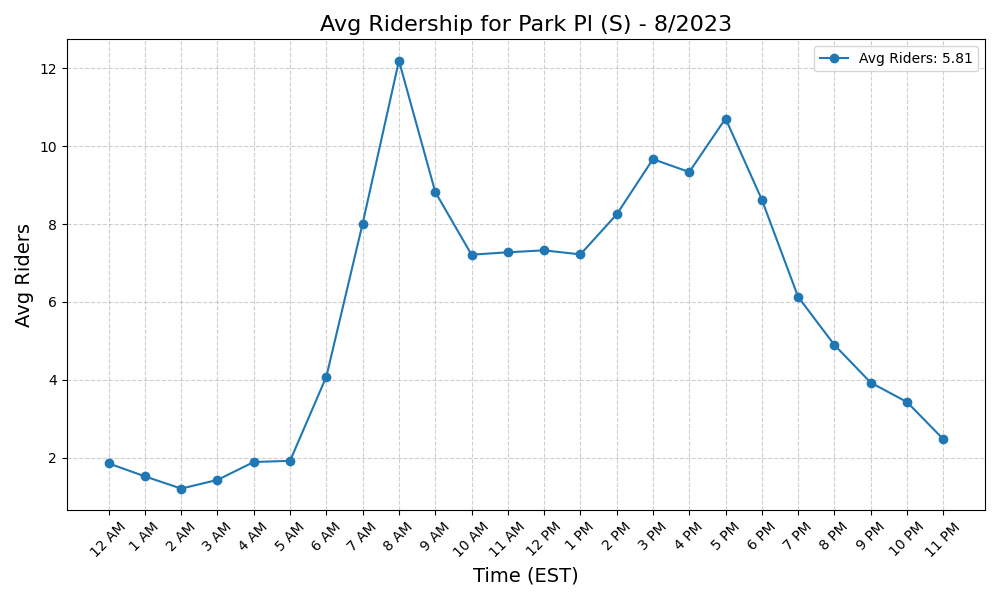 Avg Ridership for Park Pl (S) - 8/2023
Avg Riders: 5.81
Avg Riders
12
10
8
6
4
2
12 AM
1 AM
2 AM
3 AM
4 AM
5 AM
6 AM
7 AM
8 AM
9 AM
10 AM
11 AM
12 PM
1 PM
2 PM
3 PM
4 PM
5 PM
6 PM
7 PM
8 PM
9 PM
10 PM
11 PM
Time (EST)